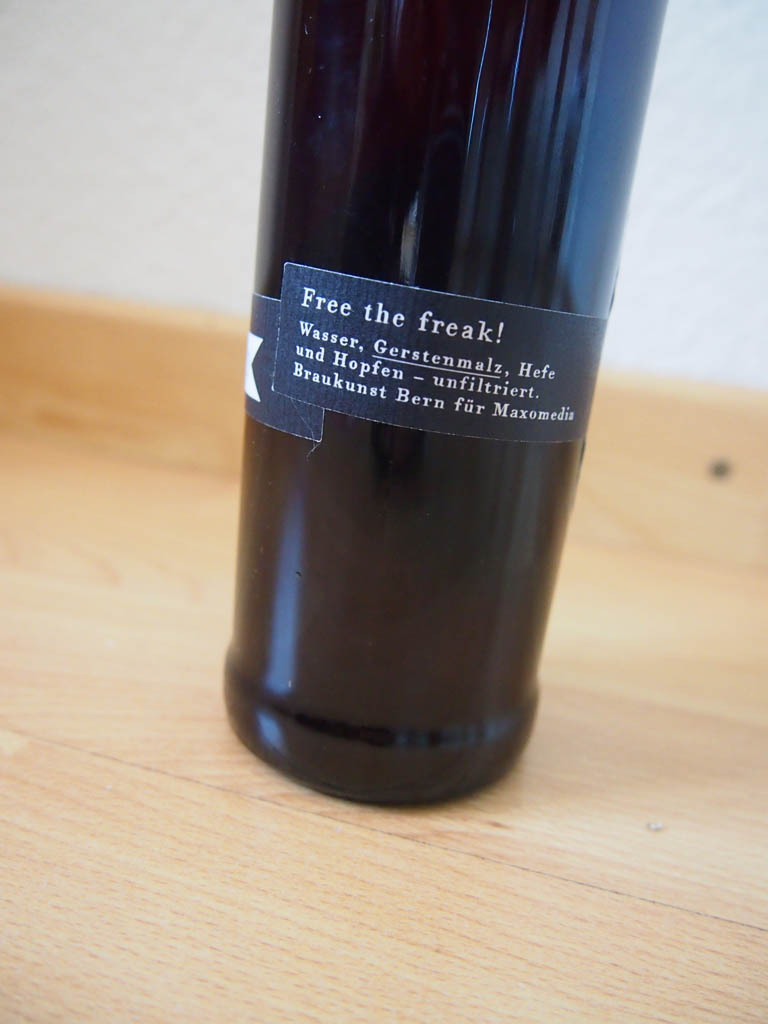 Free the freak!
Wasser, Gerstenmalz, Hefe
und Hopfen – unfiltriert.
Braukunst Bern für Maxomedia